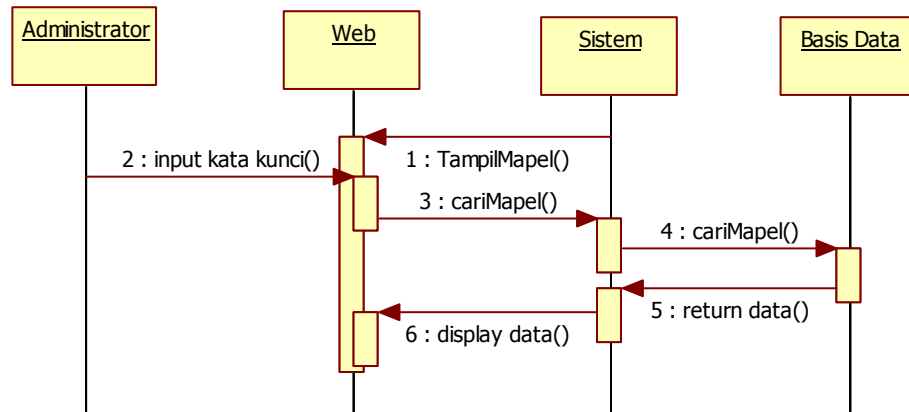 Administrator
Web
Sistem
Basis Data
1 : TampilMapel()
2 : input kata kunci()
3 : cariMapel()
4 : cariMapel()
5 : return data()
6 : display data()